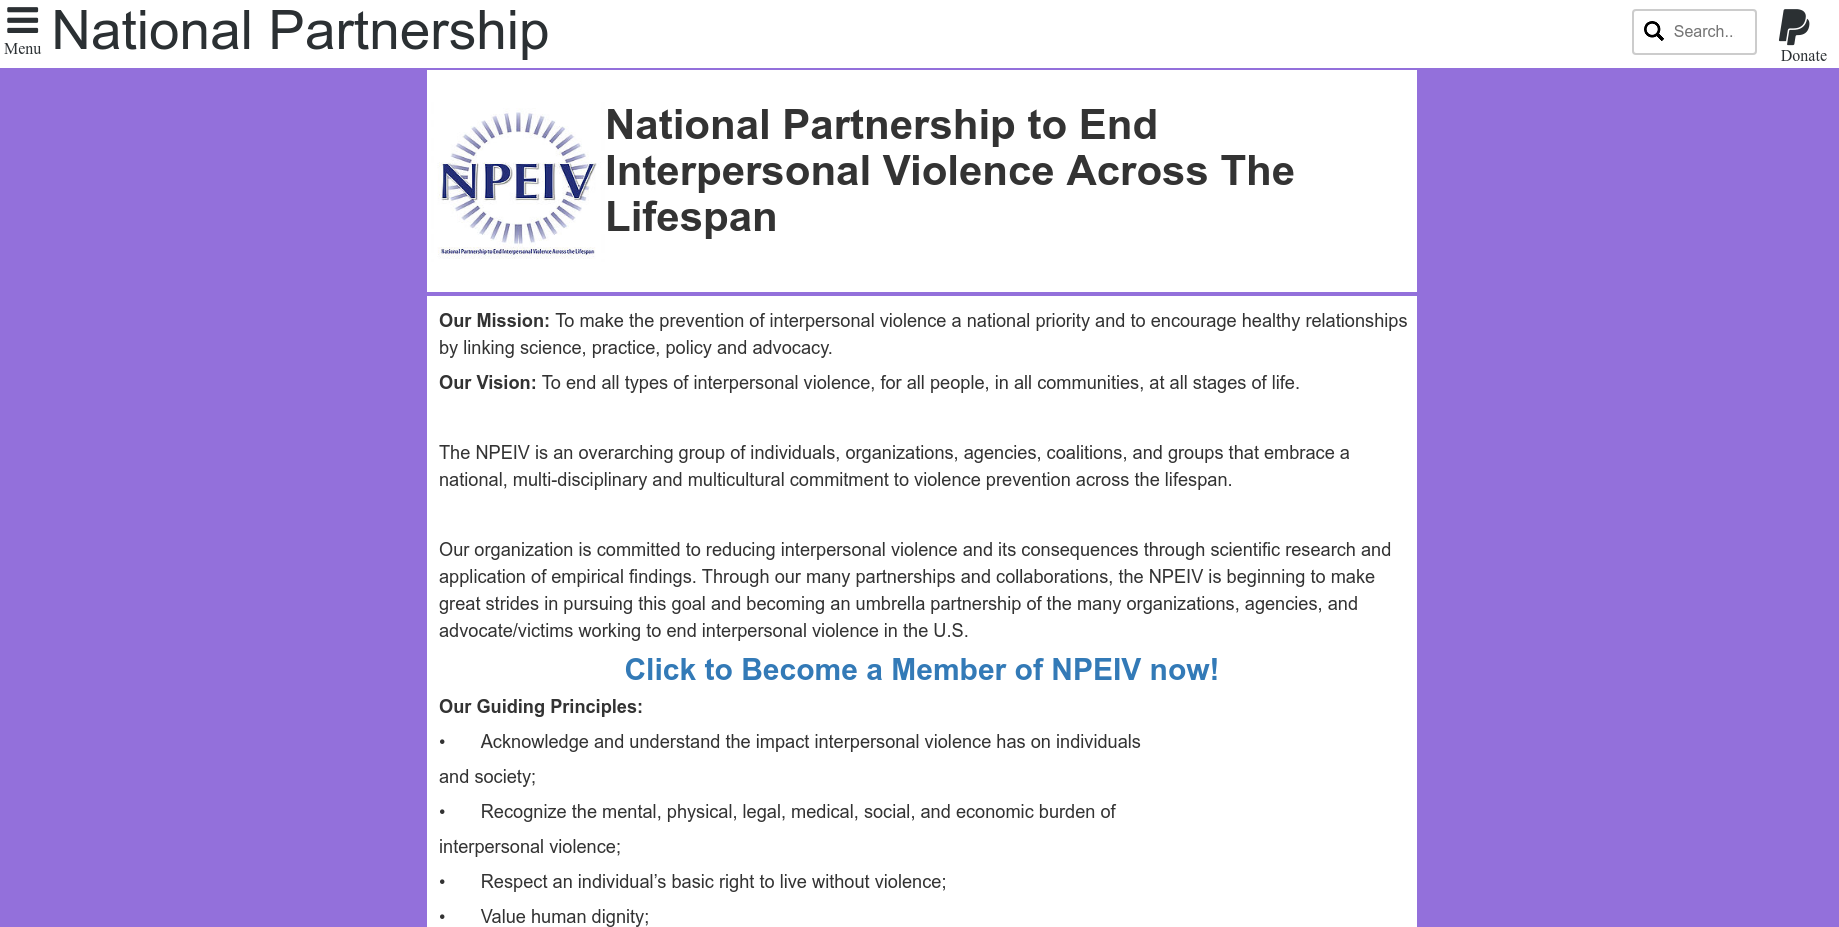 Menu
National Partnership
Search..
Donate
NPEIV
National Partnership to End Interpersonal Violence Across the Lifespan
National Partnership to End
Interpersonal Violence Across The
Lifespan
Our Mission: To make the prevention of interpersonal violence a national priority and to encourage healthy relationships
by linking science, practice, policy and advocacy.
Our Vision: To end all types of interpersonal violence, for all people, in all communities, at all stages of life.
The NPEIV is an overarching group of individuals, organizations, agencies, coalitions, and groups that embrace a
national, multi-disciplinary and multicultural commitment to violence prevention across the lifespan.
Our organization is committed to reducing interpersonal violence and its consequences through scientific research and
application of empirical findings. Through our many partnerships and collaborations, the NPEIV is beginning to make
great strides in pursuing this goal and becoming an umbrella partnership of the many organizations, agencies, and
advocate/victims working to end interpersonal violence in the U.S.
Click to Become a Member of NPEIV now!
Our Guiding Principles:
• Acknowledge and understand the impact interpersonal violence has on individuals
and society;
• Recognize the mental, physical, legal, medical, social, and economic burden of
interpersonal violence;
• Respect an individual’s basic right to live without violence;
• Value human dignity;